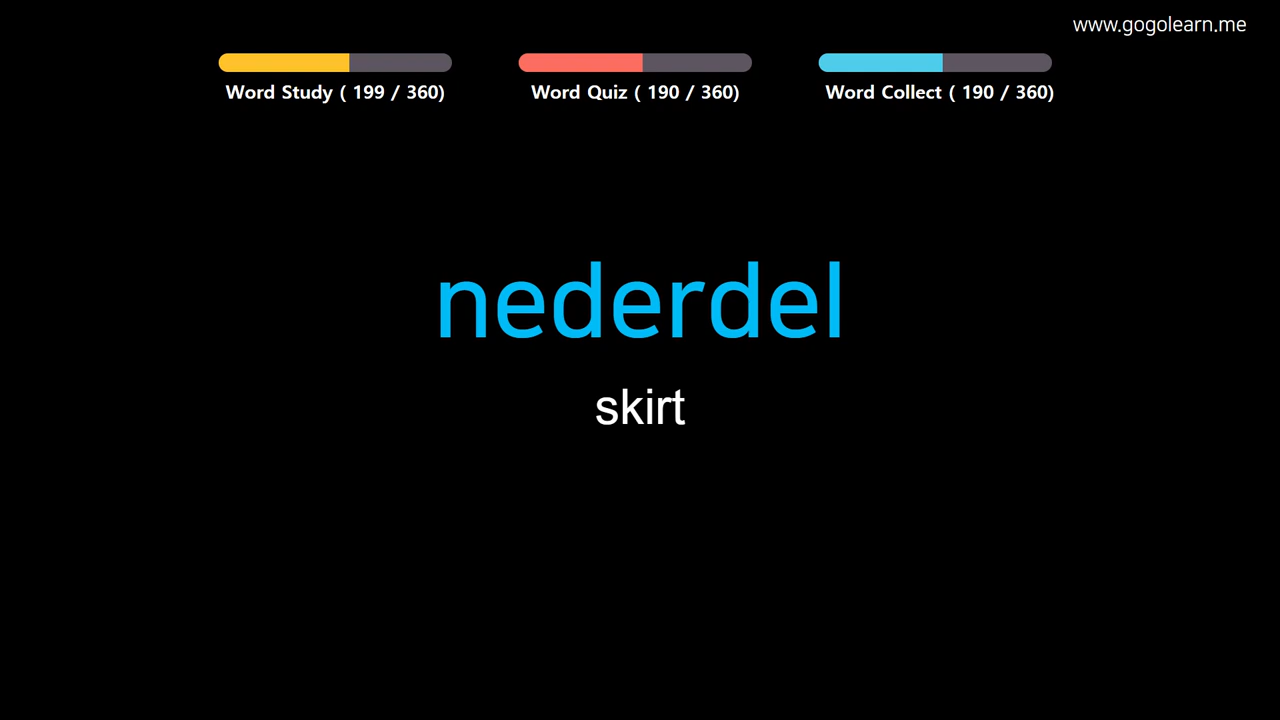 www.gogolearn.me
Word Study ( 199 / 360)
Word Quiz ( 190 / 360)
Word Collect ( 190 / 360)
nederdel
skirt